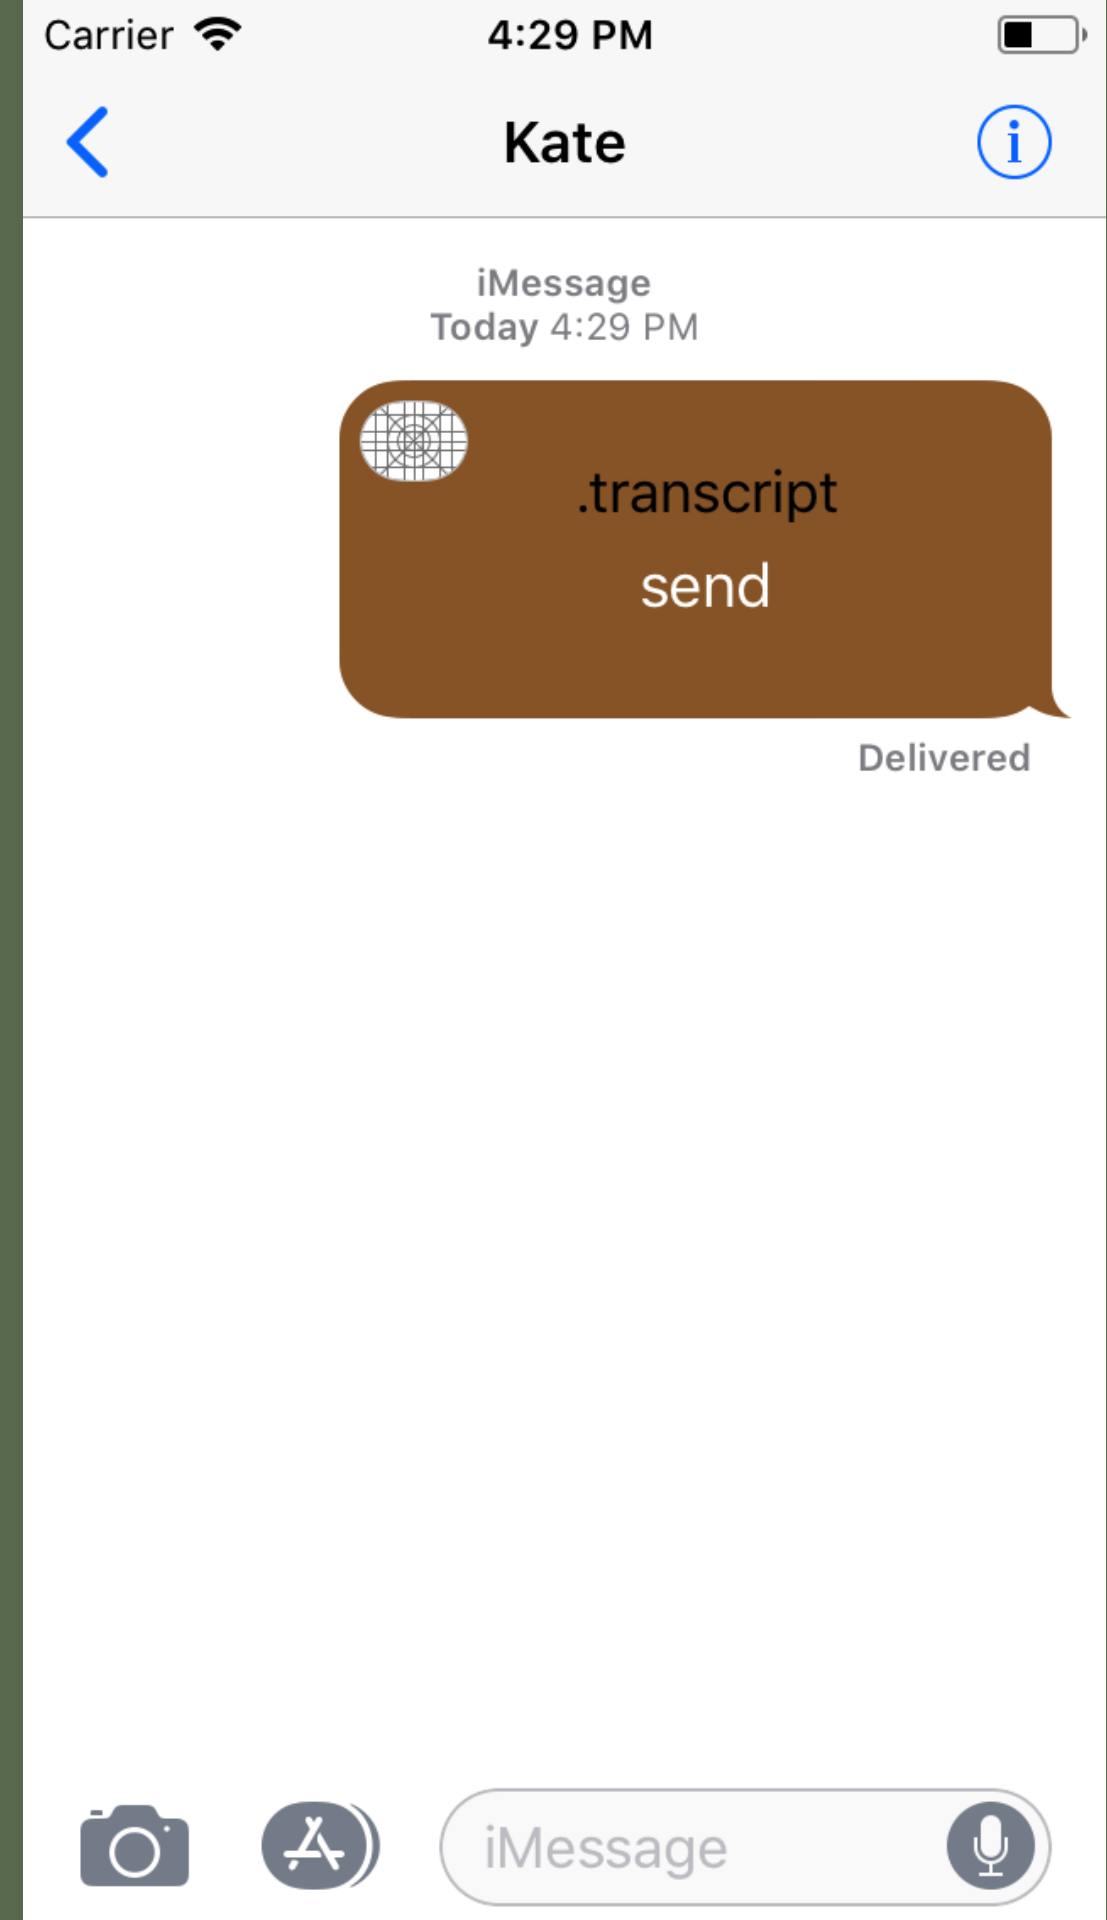 Carrier 4:29 PM
Kate
iMessage
Today 4:29 PM
.transcript
send
Delivered
iMessage